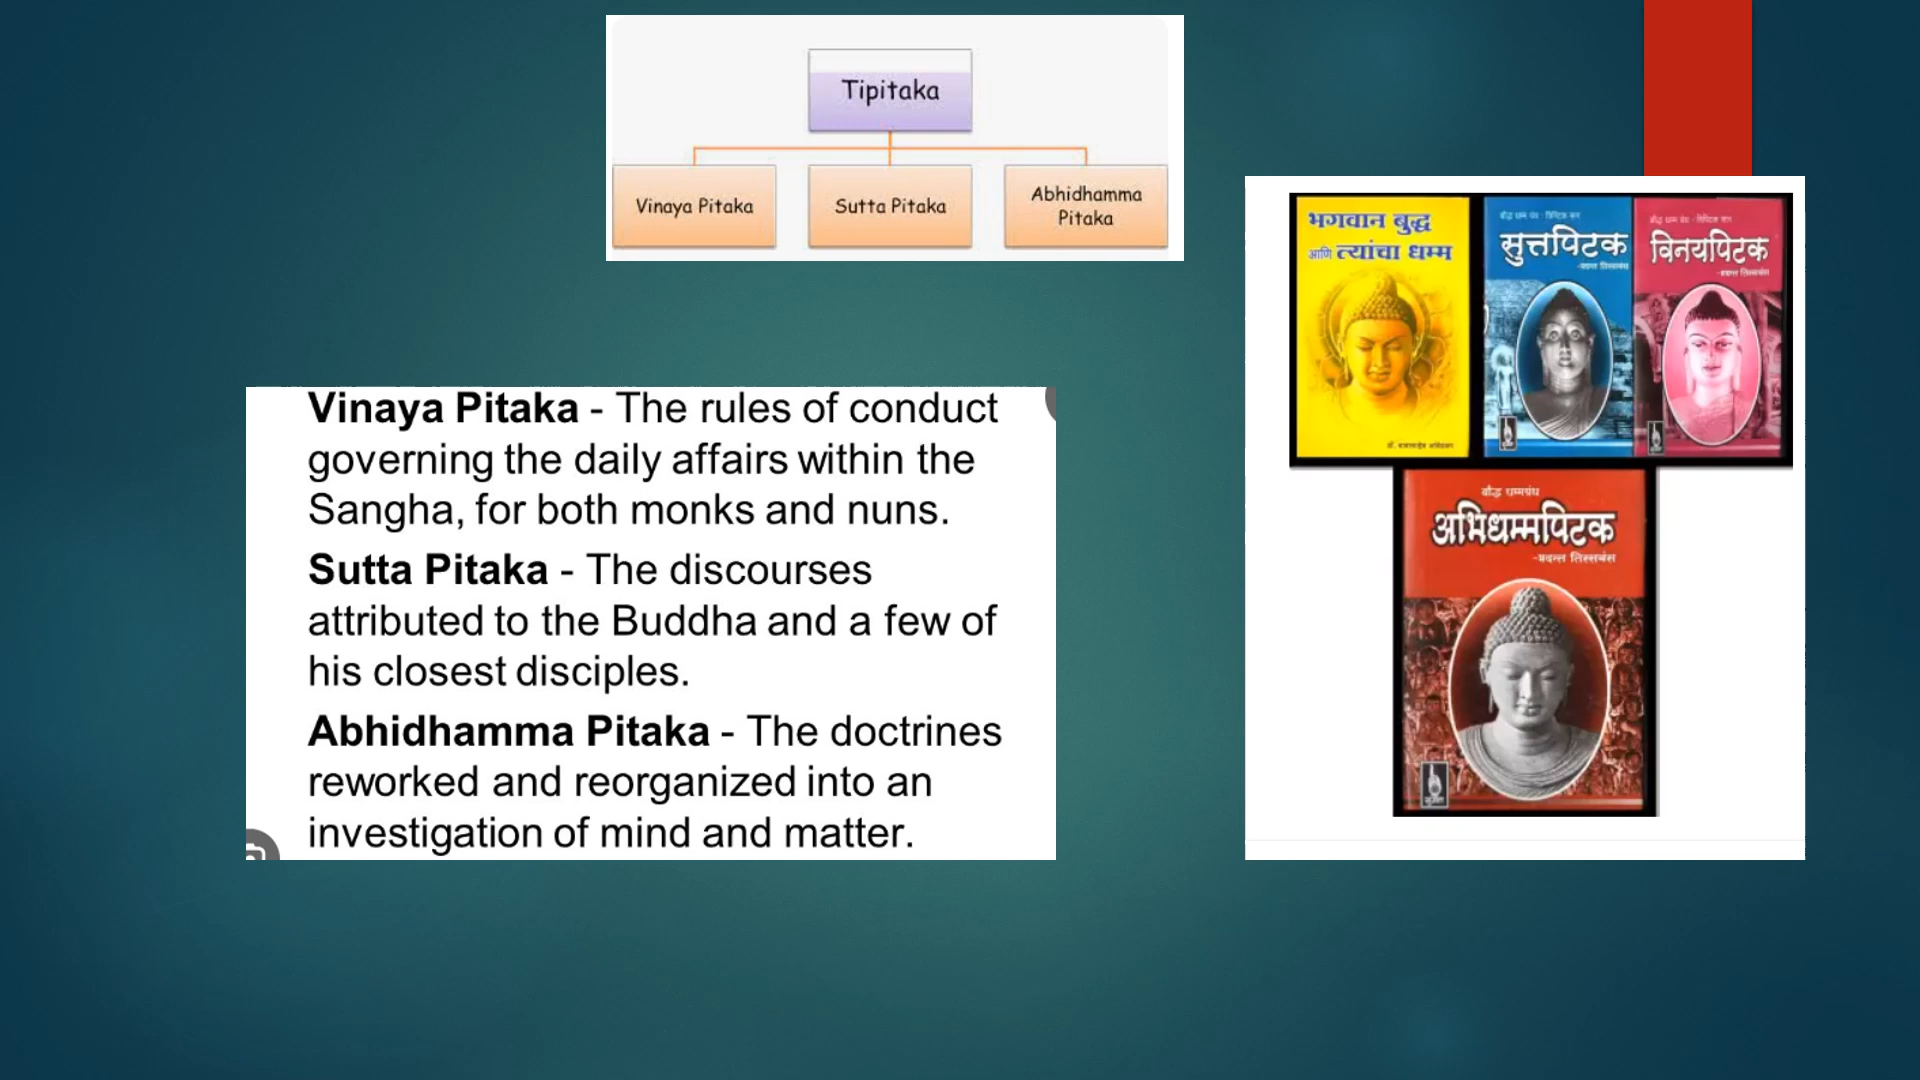 Tipitaka
Vinaya Pitaka
Sutta Pitaka
Abhidhamma
Pitaka
Vinaya Pitaka - The rules of conduct
governing the daily affairs within the
Sangha, for both monks and nuns.
Sutta Pitaka - The discourses
attributed to the Buddha and a few of
his closest disciples.
Abhidhamma Pitaka - The doctrines
reworked and reorganized into an
investigation of mind and matter.
भगवान बुद्ध
आणि त्यांचा धम्म
सुत्तपिटक
विनयपिटक
बौद्ध धम्मग्रंथ
अभिधम्मपिटक
-भदन्त तिस्सबंस